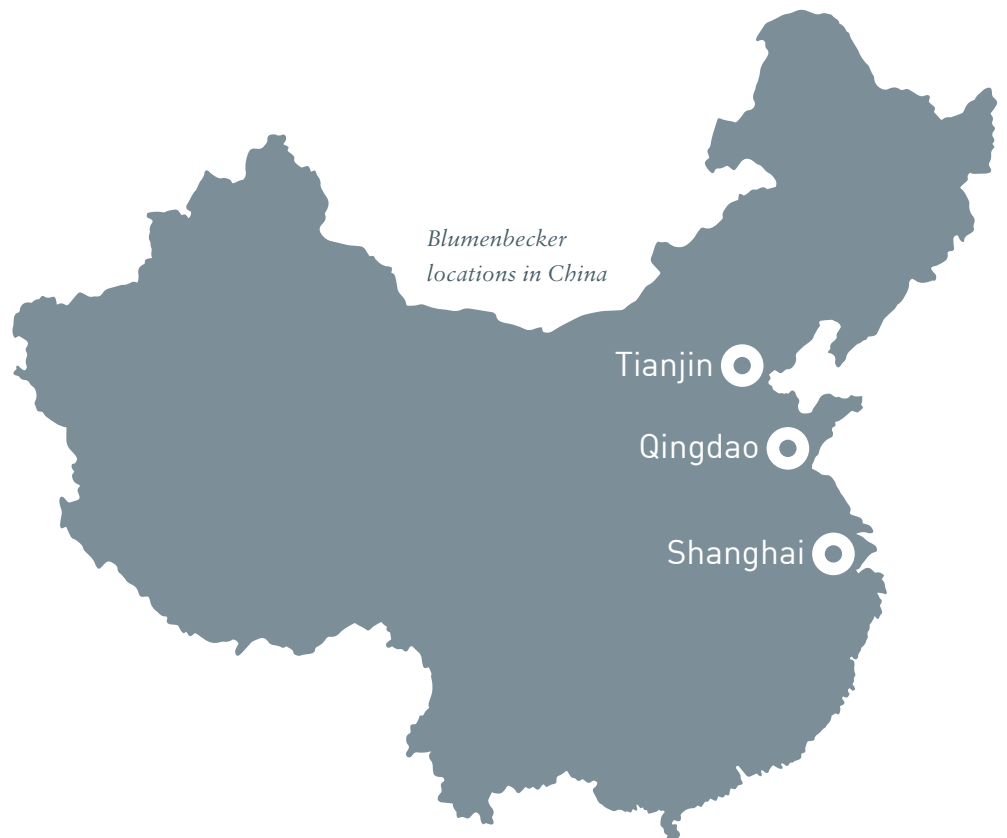 Blumenbecker
locations in China
Tianjin
Qingdao
Shanghai